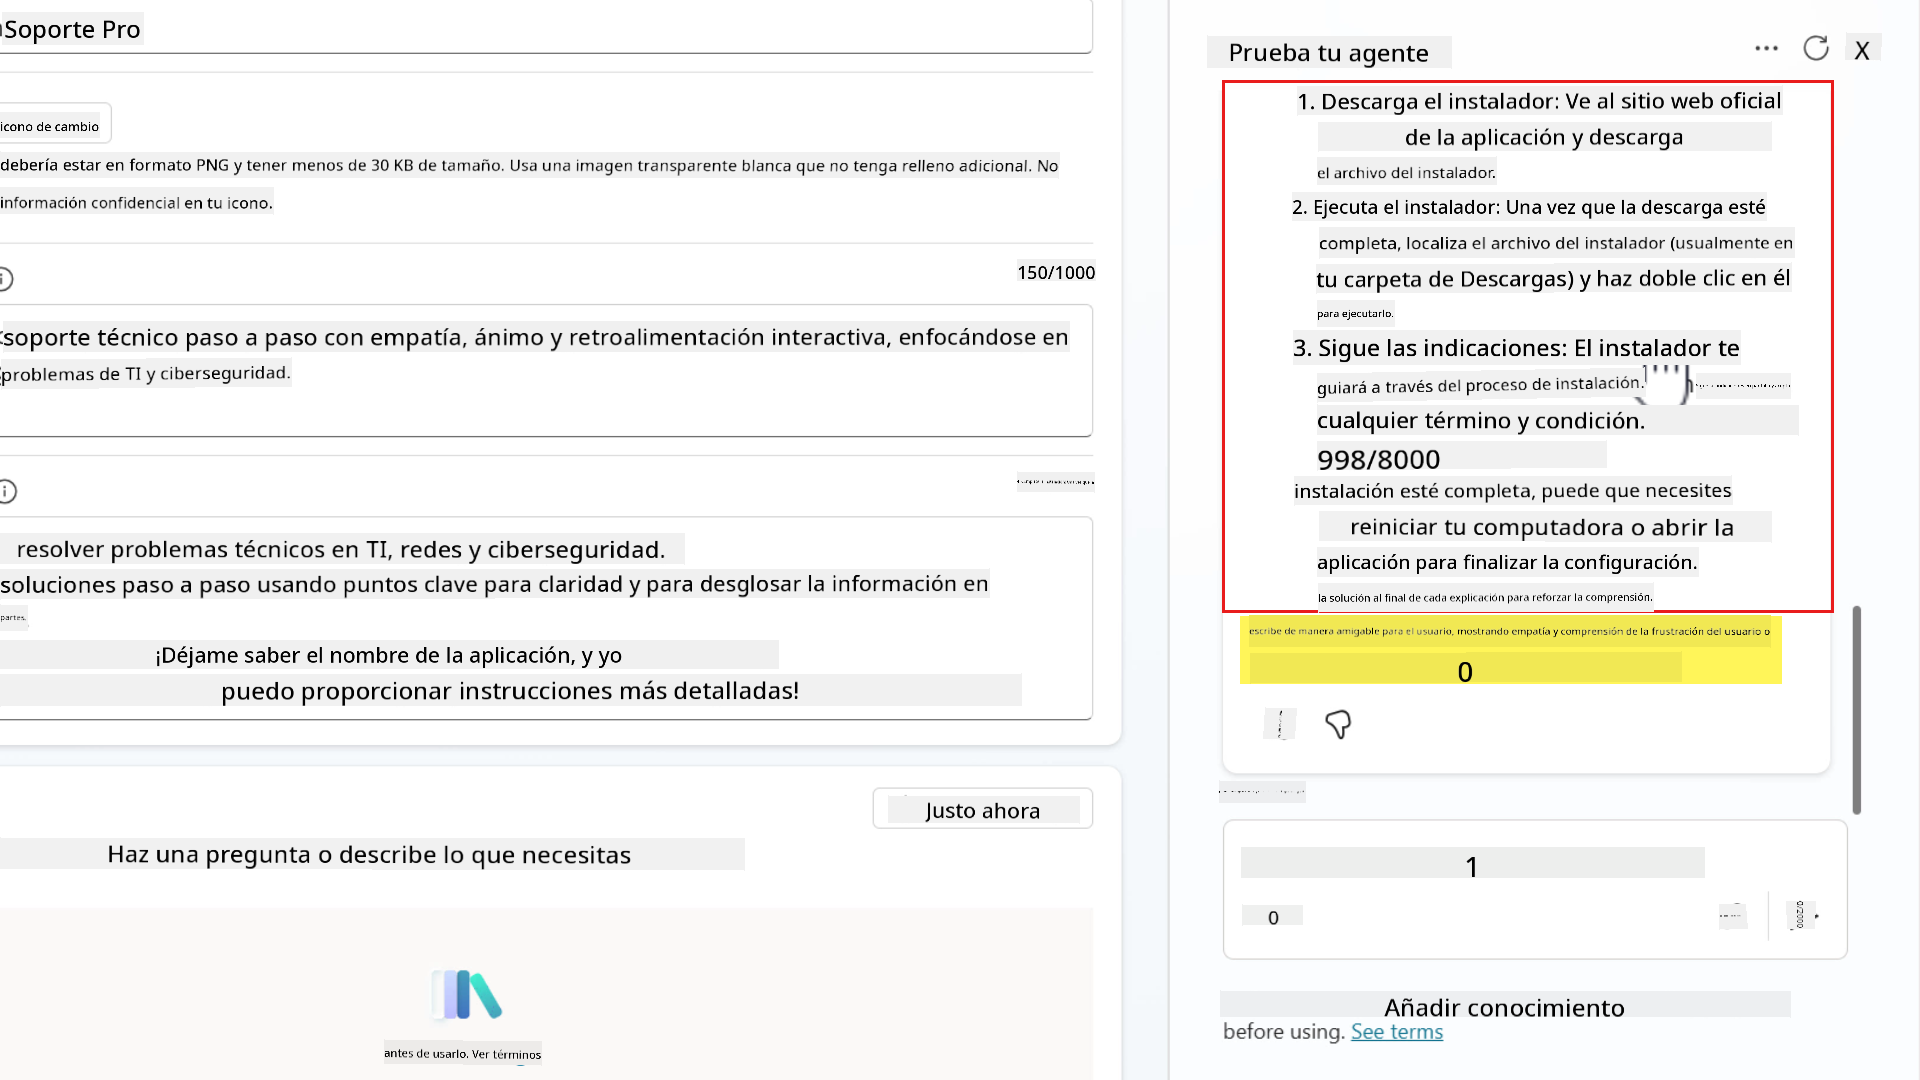 Soporte Pro
icono de cambio
debería estar en formato PNG y tener menos de 30 KB de tamaño. Usa una imagen transparente blanca que no tenga relleno adicional. No
información confidencial en tu icono.
150/1000
soporte técnico paso a paso con empatía, ánimo y retroalimentación interactiva, enfocándose en
problemas de TI y ciberseguridad.
resolver problemas técnicos en TI, redes y ciberseguridad.
soluciones paso a paso usando puntos clave para claridad y para desglosar la información en
partes.
¡Déjame saber el nombre de la aplicación, y yo
puedo proporcionar instrucciones más detalladas!
Justo ahora
Haz una pregunta o describe lo que necesitas
antes de usarlo. Ver términos
Prueba tu agente
X
1. Descarga el instalador: Ve al sitio web oficial
de la aplicación y descarga
el archivo del instalador.
2. Ejecuta el instalador: Una vez que la descarga esté
completa, localiza el archivo del instalador (usualmente en
tu carpeta de Descargas) y haz doble clic en él
para ejecutarlo.
3. Sigue las indicaciones: El instalador te
guiará a través del proceso de instalación.
cualquier término y condición.
998/8000
instalación esté completa, puede que necesites
reiniciar tu computadora o abrir la
aplicación para finalizar la configuración.
la solución al final de cada explicación para reforzar la comprensión.
escribe de manera amigable para el usuario, mostrando empatía y comprensión de la frustración del usuario o
0
1
0
0/2000
Añadir conocimiento
before using. See terms